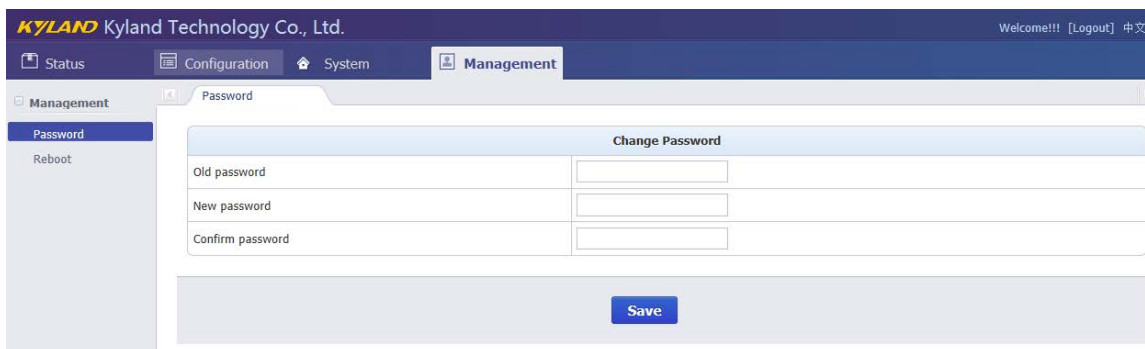 KYLAND Kyland Technology Co., Ltd.
Welcome!!! [Logout] 中文
Status Configuration System Management
Management
Password
Reboot
Password
Change Password
Old password
New password
Confirm password
Save